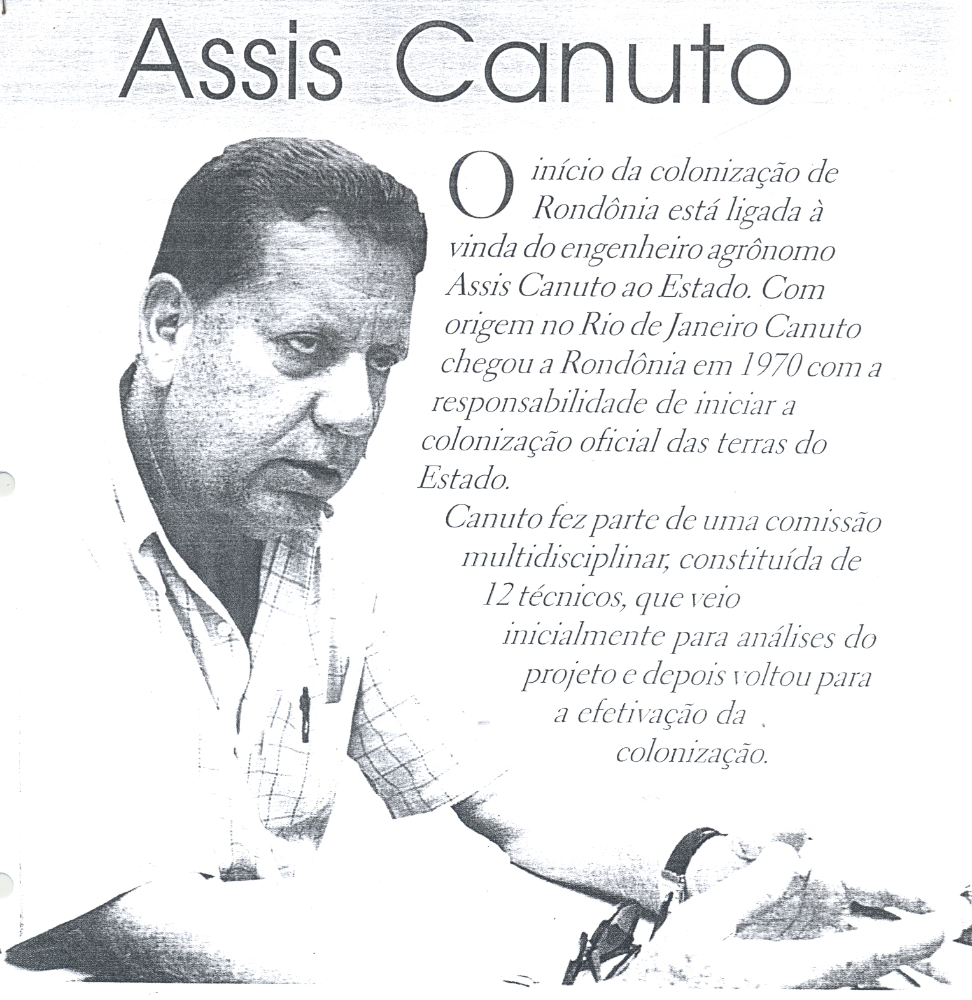 Assis Canuto
O início da colonização de
Rondônia está ligada à
vinda do engenheiro agrônomo
Assis Canuto ao Estado. Com
origem no Rio de Janeiro Canuto
chegou a Rondônia em 1970 com a
responsabilidade de iniciar a
colonização oficial das terras do
Estado.
Canuto fez parte de uma comissão
multidisciplinar, constituída de
12 técnicos, que veio
inicialmente para análises do
projeto e depois voltou para
a efetivação da
colonização.